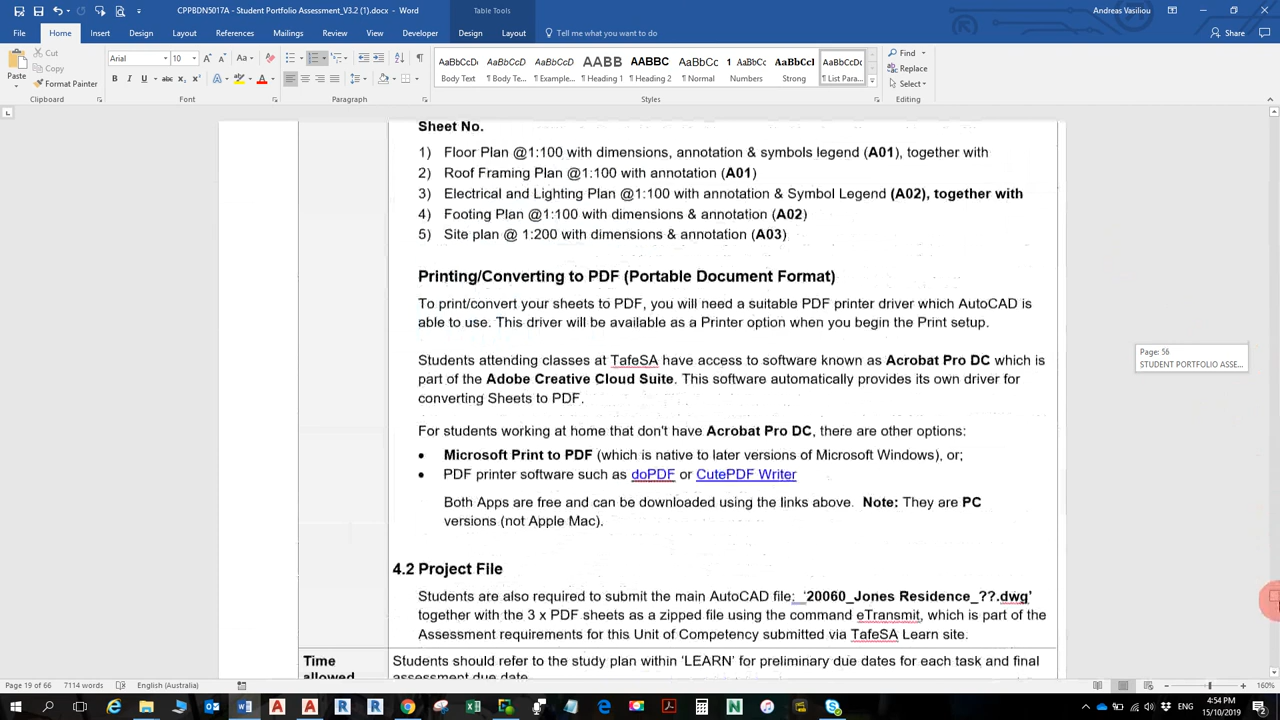 CPPBDN5017A - Student Portfolio Assessment_V3.2 (1).docx - Word
Table Tools
Andreas Vasiliou
File Home Insert Draw Design Layout References Mailings Review View Developer Design Layout Tell me what you want to do
Share
Paste
Cut
Copy
Format Painter
Clipboard
Arial 10
Font
Paragraph
AaBbCcDc AaBbCcDc AaBbCcDc AABB AABBC AaBbCc AaBbCcI AaBbCcl AaBbCcDc
Body Text ¶ Body Te... ¶ Example... ¶ Heading 1 ¶ Heading 2 ¶ Normal Numbers Strong ¶ List Para...
Styles
Find
Replace
Select
Editing
Sheet No.
1) Floor Plan @1:100 with dimensions, annotation & symbols legend (A01), together with
2) Roof Framing Plan @1:100 with annotation (A01)
3) Electrical and Lighting Plan @1:100 with annotation & Symbol Legend (A02), together with
4) Footing Plan @1:100 with dimensions & annotation (A02)
5) Site plan @ 1:200 with dimensions & annotation (A03)
Printing/Converting to PDF (Portable Document Format)
To print/convert your sheets to PDF, you will need a suitable PDF printer driver which AutoCAD is
able to use. This driver will be available as a Printer option when you begin the Print setup.
Students attending classes at TafeSA have access to software known as Acrobat Pro DC which is
part of the Adobe Creative Cloud Suite. This software automatically provides its own driver for
converting Sheets to PDF.
For students working at home that don't have Acrobat Pro DC, there are other options:
• Microsoft Print to PDF (which is native to later versions of Microsoft Windows), or;
• PDF printer software such as doPDF or CutePDF Writer
Both Apps are free and can be downloaded using the links above. Note: They are PC
versions (not Apple Mac).
4.2 Project File
Students are also required to submit the main AutoCAD file: ‘20060_Jones Residence_??.dwg’
together with the 3 x PDF sheets as a zipped file using the command eTransmit, which is part of the
Assessment requirements for this Unit of Competency submitted via TafeSA Learn site.
Time
allowed
Students should refer to the study plan within ‘LEARN’ for preliminary due dates for each task and final
assessment due date
Page: 56
STUDENT PORTFOLIO ASSE...
Page 19 of 66 7114 words English (Australia)
160%
ENG
4:54 PM
15/10/2019